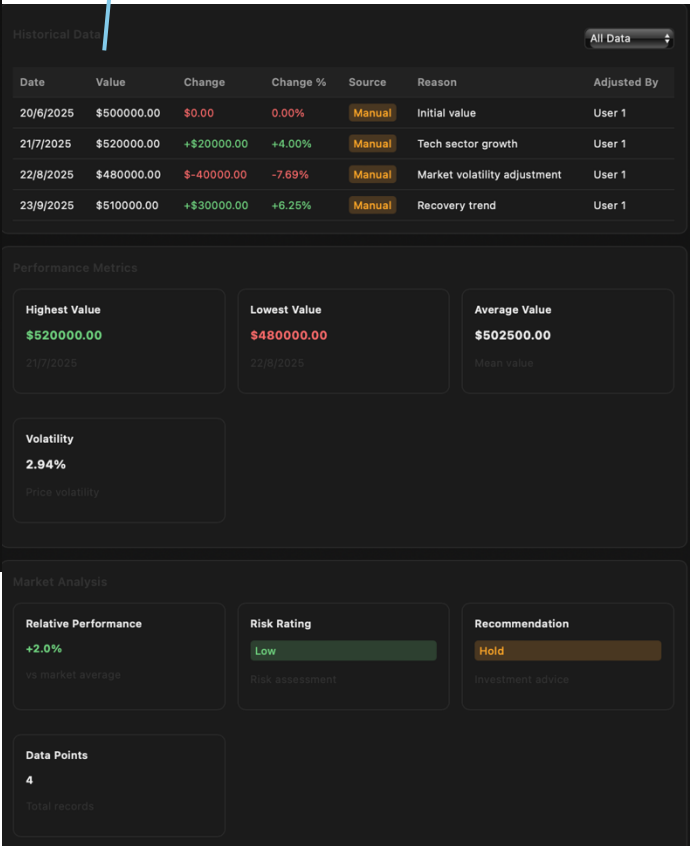 Historical Data
All Data
Date Value Change Change % Source Reason Adjusted By
20/6/2025 $500000.00 $0.00 0.00% Manual Initial value User 1
21/7/2025 $520000.00 +$20000.00 +4.00% Manual Tech sector growth User 1
22/8/2025 $480000.00 $-40000.00 -7.69% Manual Market volatility adjustment User 1
23/9/2025 $510000.00 +$30000.00 +6.25% Manual Recovery trend User 1
Performance Metrics
Highest Value
$520000.00
21/7/2025
Lowest Value
$480000.00
22/8/2025
Average Value
$502500.00
Mean value
Volatility
2.94%
Price volatility
Market Analysis
Relative Performance
+2.0%
vs market average
Risk Rating
Low
Risk assessment
Recommendation
Hold
Investment advice
Data Points
4
Total records